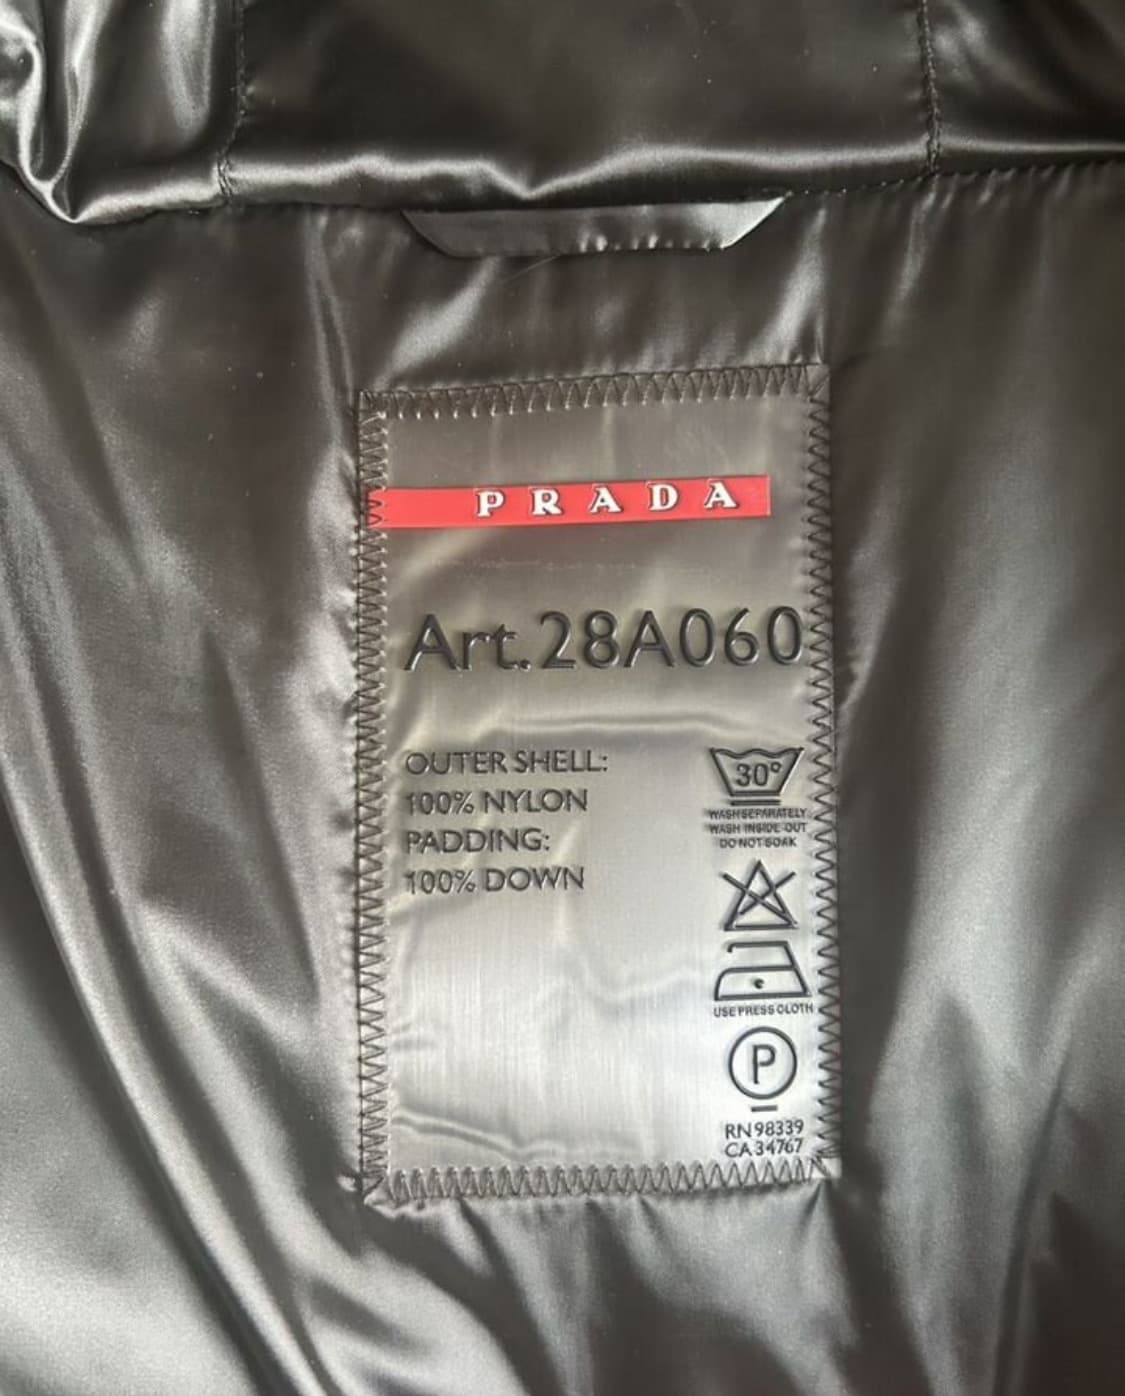 PRADA
Art.28A060
OUTER SHELL:
100% NYLON
PADDING:
100% DOWN
30°
WASH SEPARATELY
WASH INSIDE OUT
DO NOT SOAK
USE PRESS CLOTH
P
RN 98339
CA 34767